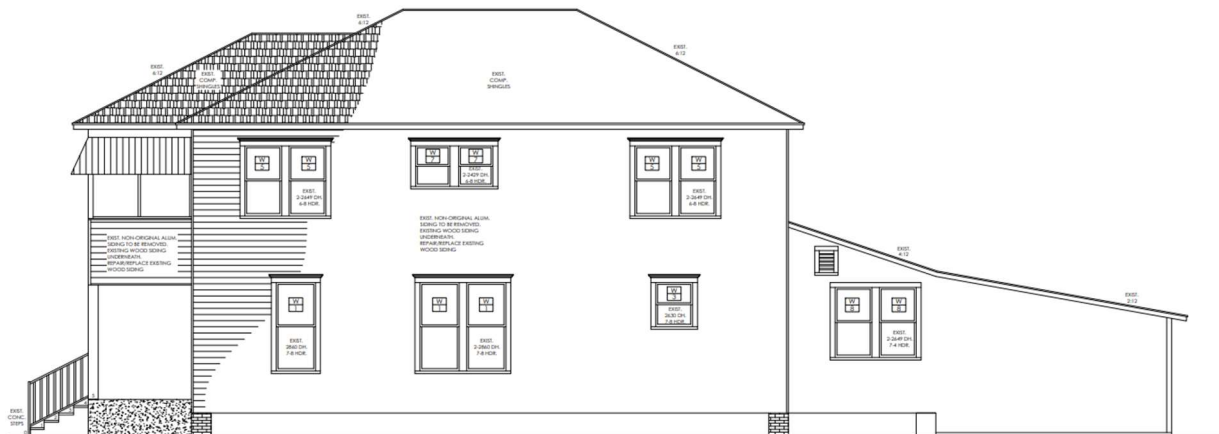 EXIST.
6:12
EXIST.
6:12
EXIST.
6:12
EXIST.
COMP.
SHINGLES
EXIST.
COMP.
SHINGLES
W
5
W
5
EXIST.
2-2649 DH.
6-8 HDR.
W
7
W
7
EXIST.
2-2429 DH.
6-8 HDR.
W
5
W
5
EXIST.
2-2649 DH.
6-8 HDR.
EXIST. NON-ORIGINAL ALUM.
SIDING TO BE REMOVED.
EXISTING WOOD SIDING
UNDERNEATH.
REPAIR/REPLACE EXISTING
WOOD SIDING
EXIST. NON-ORIGINAL ALUM.
SIDING TO BE REMOVED.
EXISTING WOOD SIDING
UNDERNEATH.
REPAIR/REPLACE EXISTING
WOOD SIDING
EXIST.
4:12
EXIST.
2:12
W
1
EXIST.
2860 DH.
7-8 HDR.
W
1
W
1
EXIST.
2-2860 DH.
7-8 HDR.
W
3
EXIST.
2630 DH.
7-8 HDR.
W
8
W
8
EXIST.
2-2649 DH.
7-4 HDR.
EXIST.
CONC.
STEPS